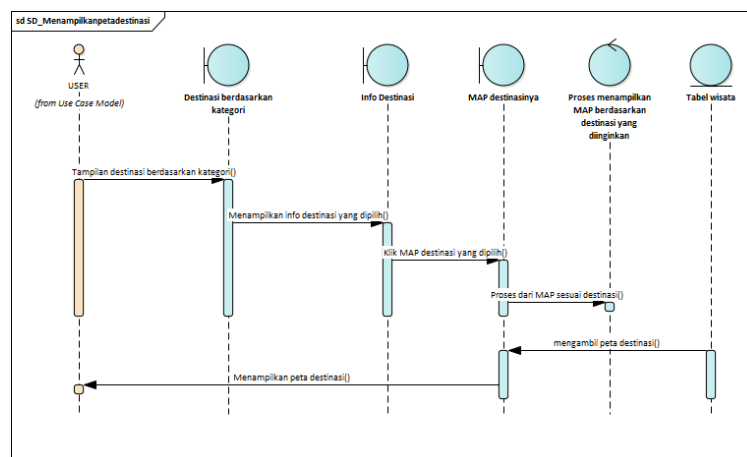 sd SD_Menampilkanpetadestinasi
USER
(from Use Case Model)
Destinasi berdasarkan
kategori
Info Destinasi
MAP destinasinya
Proses menampilkan
MAP berdasarkan
destinasi yang
diinginkan
Tabel wisata
Tampilan destinasi berdasarkan kategori()
Menampilkan info destinasi yang dipilih()
Klik MAP destinasi yang dipilih()
Proses dari MAP sesuai destinasi()
mengambil peta destinasi()
Menampilkan peta destinasi()